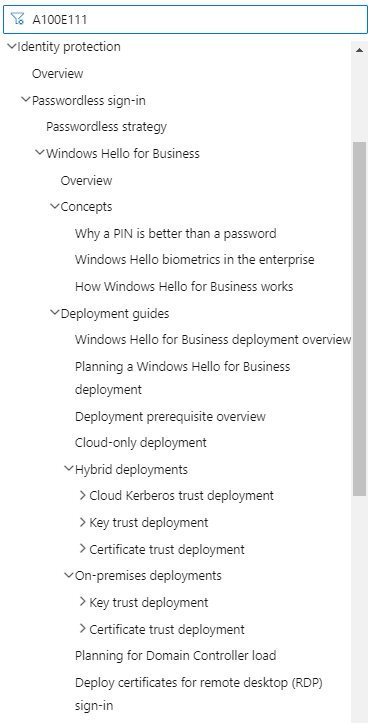 A100E111
Identity protection
Overview
Passwordless sign-in
Passwordless strategy
Windows Hello for Business
Overview
Concepts
Why a PIN is better than a password
Windows Hello biometrics in the enterprise
How Windows Hello for Business works
Deployment guides
Windows Hello for Business deployment overview
Planning a Windows Hello for Business
deployment
Deployment prerequisite overview
Cloud-only deployment
Hybrid deployments
Cloud Kerberos trust deployment
Key trust deployment
Certificate trust deployment
On-premises deployments
Key trust deployment
Certificate trust deployment
Planning for Domain Controller load
Deploy certificates for remote desktop (RDP)
sign-in